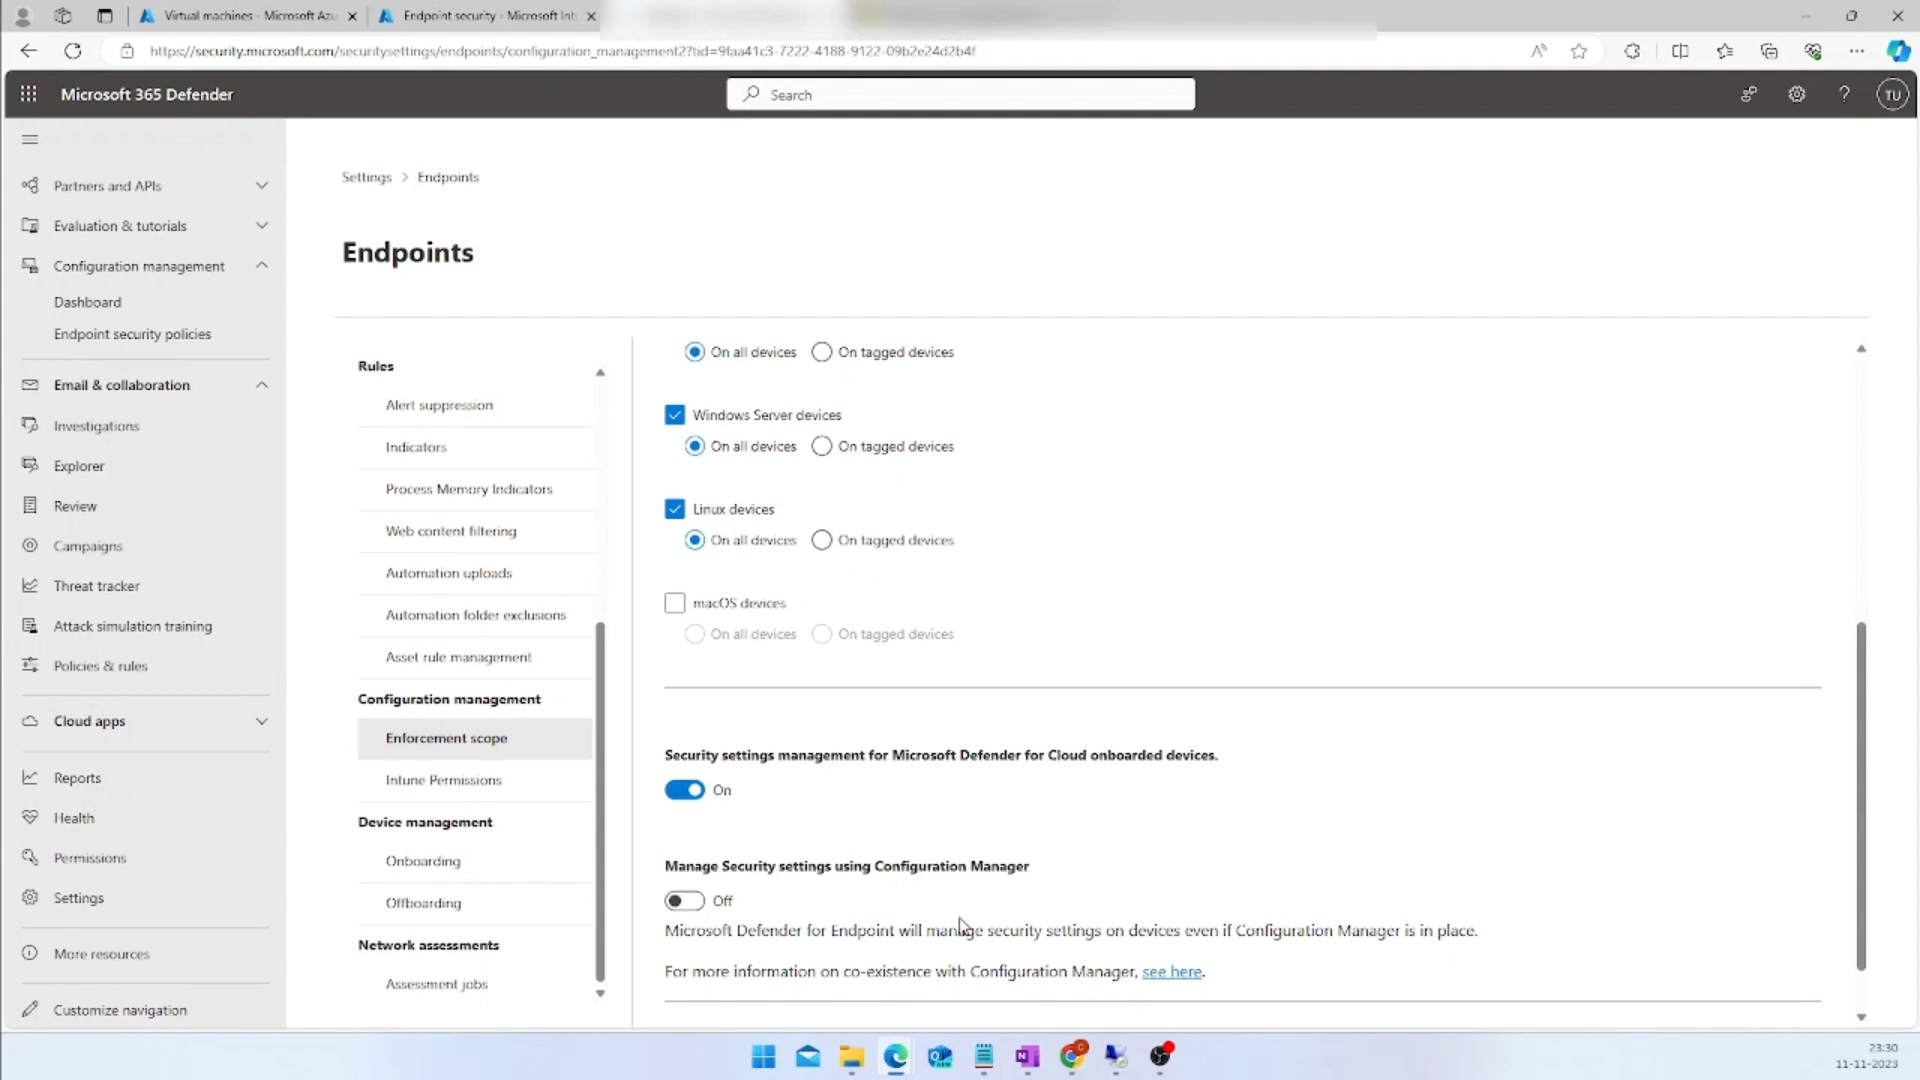 Virtual machines - Microsoft Azu
Endpoint security - Microsoft Int
https://security.microsoft.com/securitysettings/endpoints/configuration_management2?tid=9faa41c3-7222-4188-9122-09b2e24d2b4f
Microsoft 365 Defender
Search
TU
Partners and APIs
Evaluation & tutorials
Configuration management
Dashboard
Endpoint security policies
Email & collaboration
Investigations
Explorer
Review
Campaigns
Threat tracker
Attack simulation training
Policies & rules
Cloud apps
Reports
Health
Permissions
Settings
More resources
Customize navigation
Settings > Endpoints
Endpoints
Rules
Alert suppression
Indicators
Process Memory Indicators
Web content filtering
Automation uploads
Automation folder exclusions
Asset rule management
Configuration management
Enforcement scope
Intune Permissions
Device management
Onboarding
Offboarding
Network assessments
Assessment jobs
On all devices On tagged devices
Windows Server devices
On all devices On tagged devices
Linux devices
On all devices On tagged devices
macOS devices
On all devices On tagged devices
Security settings management for Microsoft Defender for Cloud onboarded devices.
On
Manage Security settings using Configuration Manager
Off
Microsoft Defender for Endpoint will manage security settings on devices even if Configuration Manager is in place.
For more information on co-existence with Configuration Manager, see here.
23:30
11-11-2023